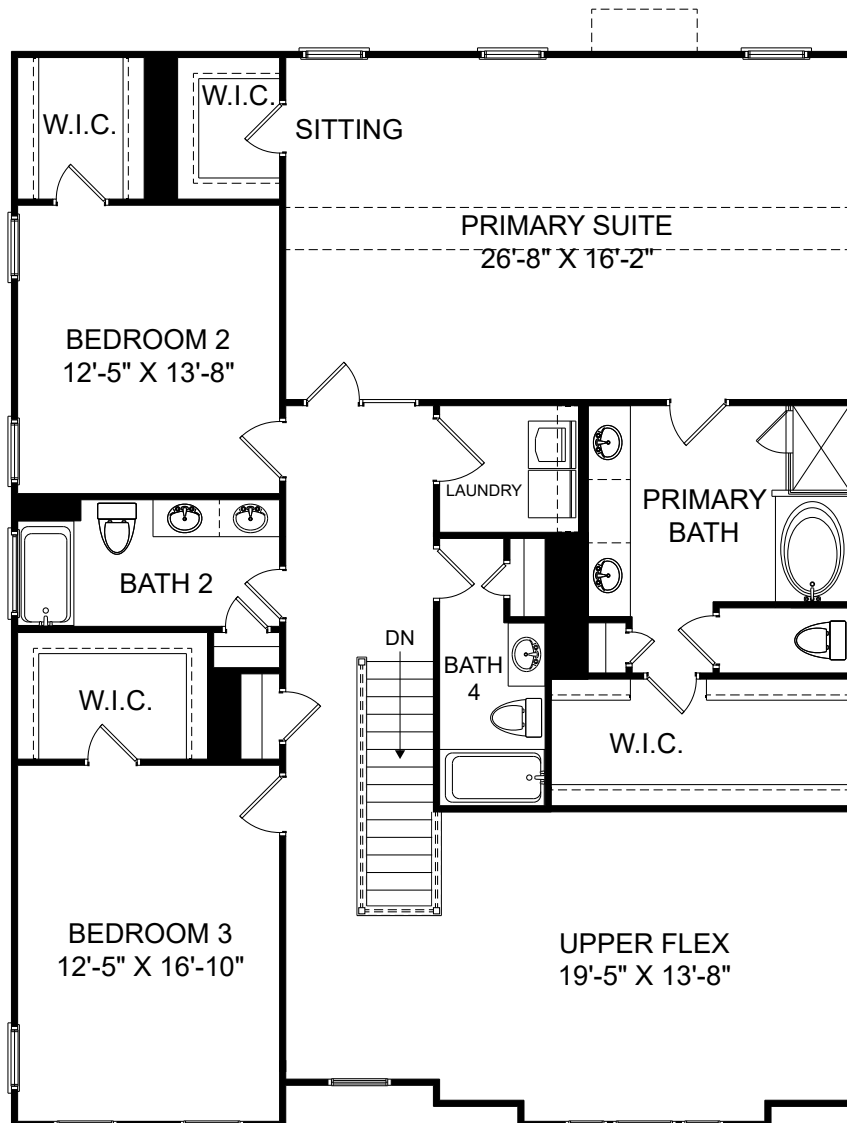 W.I.C.
W.I.C.
SITTING
PRIMARY SUITE
26'-8" X 16'-2"
BEDROOM 2
12'-5" X 13'-8"
LAUNDRY
PRIMARY
BATH
BATH 2
DN
BATH
4
W.I.C.
W.I.C.
BEDROOM 3
12'-5" X 16'-10"
UPPER FLEX
19'-5" X 13'-8"